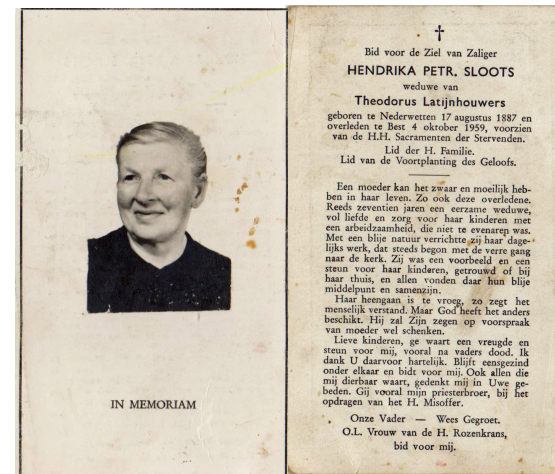 IN MEMORIAM
Bid voor de Ziel van Zaliger
HENDRIKA PETR. SLOOTS
weduwe van
Theodorus Latijnhouwers
geboren te Nederwetten 17 augustus 1887 en
overleden te Best 4 oktober 1959, voorzien
van de H.H. Sacramenten der Stervenden.
Lid der H. Familie.
Lid van de Voortplanting des Geloofs.
Een moeder kan het zwaar en moeilijk heb-
ben in haar leven. Zo ook deze overledene.
Reeds zeventien jaren een eerzame weduwe,
vol liefde en zorg voor haar kinderen met
een arbeidzaamheid, die niet te evenarep was.
Met een blije natuur verrichtte zij haar dage-
lijks werk, dat steeds begon met de verre gang
naar de kerk. Zij was een voorbeeld en een
steun voor haar kinderen, getrouwd of bij
haar thuis, en allen vonden daar hun blije
middelpunt en samenzijn.
Haar heengaan is te vroeg, zo zegt het
menselijk verstand. Maar God heeft het anders
beschikt. Hij zal Zijn zegen op voorspraak
van moeder wel schenken.
Lieve kinderen, ge waart een vreugde en
steun voor mij, vooral na vaders dood. Ik
dank U daarvoor hartelijk. Blijft eensgezind
onder elkaar en bidt voor mij. Ook allen die
mij dierbaar waart, gedenkt mij in Uwe ge-
beden. Gij vooral mijn priesterbroer, bij het
opdragen van het H. Misoffer.
Onze Vader — Wees Gegroet.
O.L. Vrouw van de H. Rozenkrans,
bid voor mij.